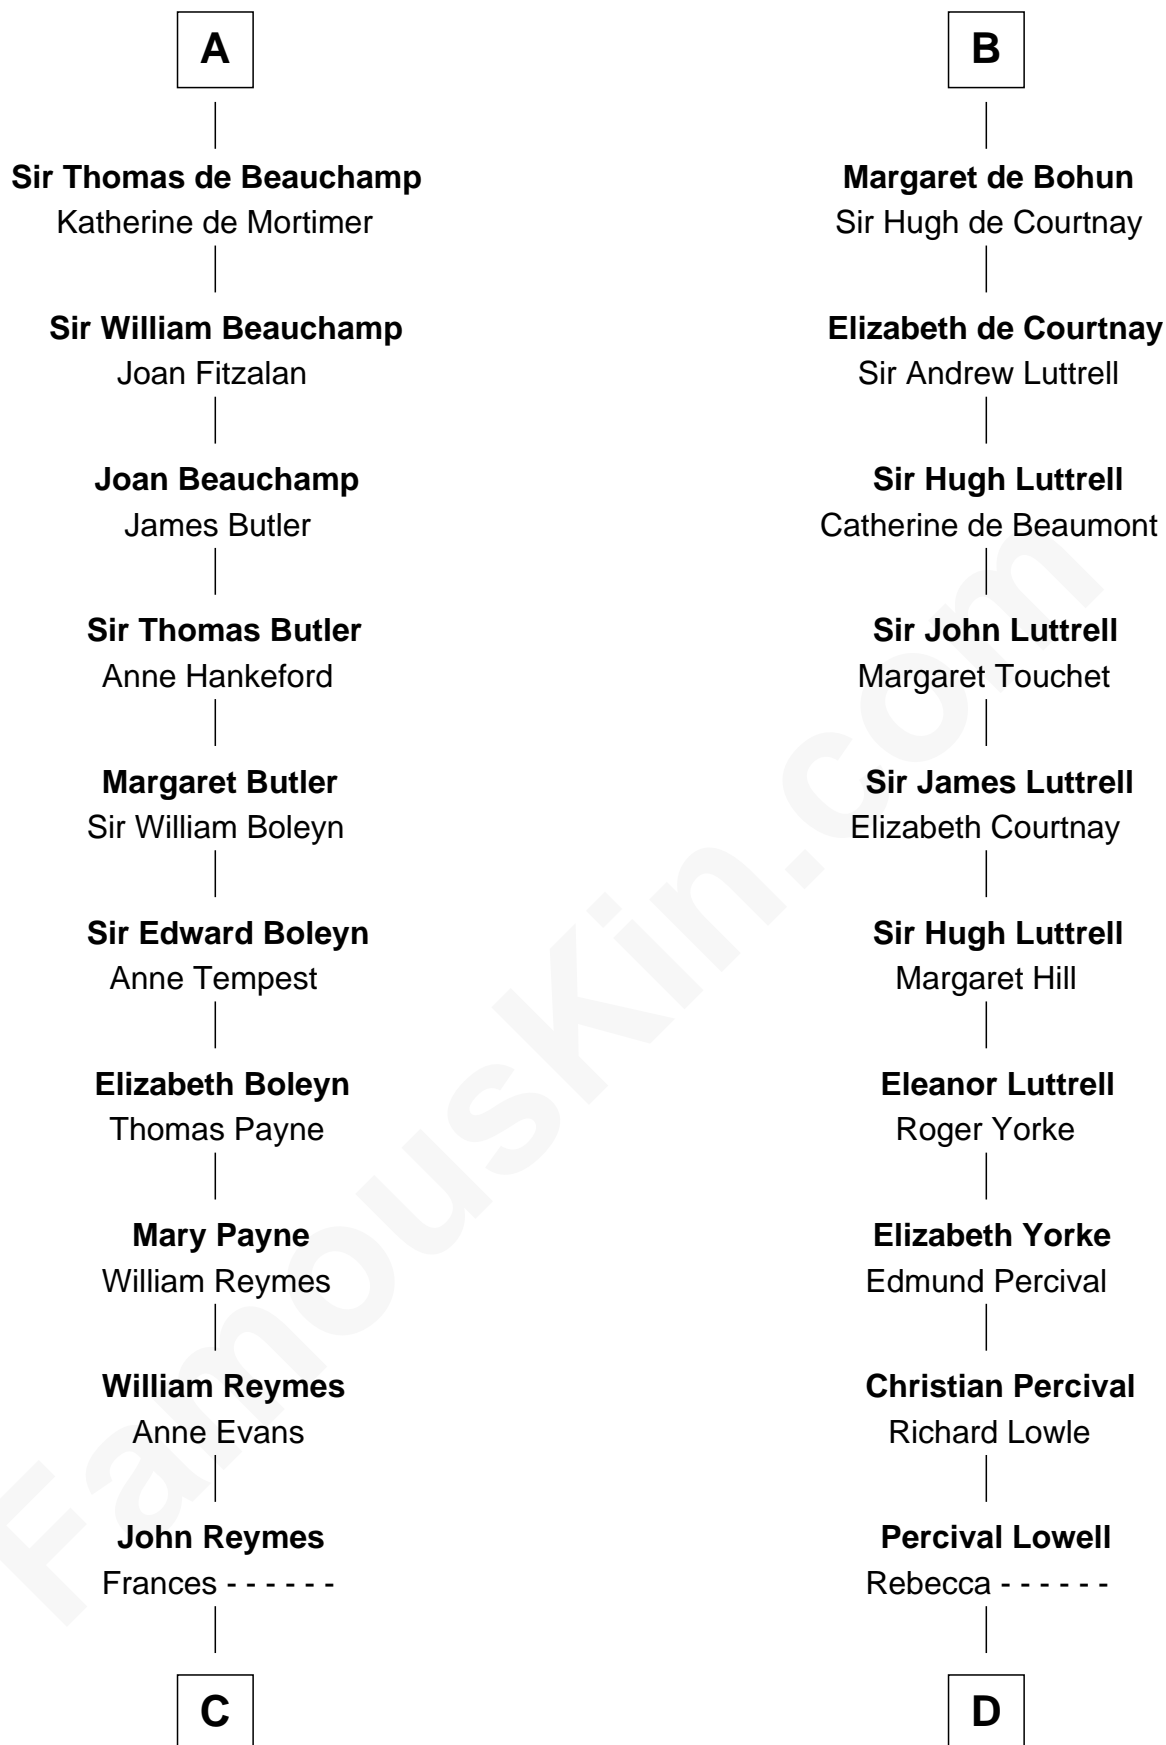 A
Sir Thomas de Beauchamp
Katherine de Mortimer
Sir William Beauchamp
Joan Fitzalan
Joan Beauchamp
James Butler
Sir Thomas Butler
Anne Hankeford
Margaret Butler
Sir William Boleyn
Sir Edward Boleyn
Anne Tempest
Elizabeth Boleyn
Thomas Payne
Mary Payne
William Reymes
William Reymes
Anne Evans
John Reymes
Frances - - - - - -
C
B
Margaret de Bohun
Sir Hugh de Courtnay
Elizabeth de Courtnay
Sir Andrew Luttrell
Sir Hugh Luttrell
Catherine de Beaumont
Sir John Luttrell
Margaret Touchet
Sir James Luttrell
Elizabeth Courtnay
Sir Hugh Luttrell
Margaret Hill
Eleanor Luttrell
Roger Yorke
Elizabeth Yorke
Edmund Percival
Christian Percival
Richard Lowle
Percival Lowell
Rebecca - - - - - -
D
FamousKin.com